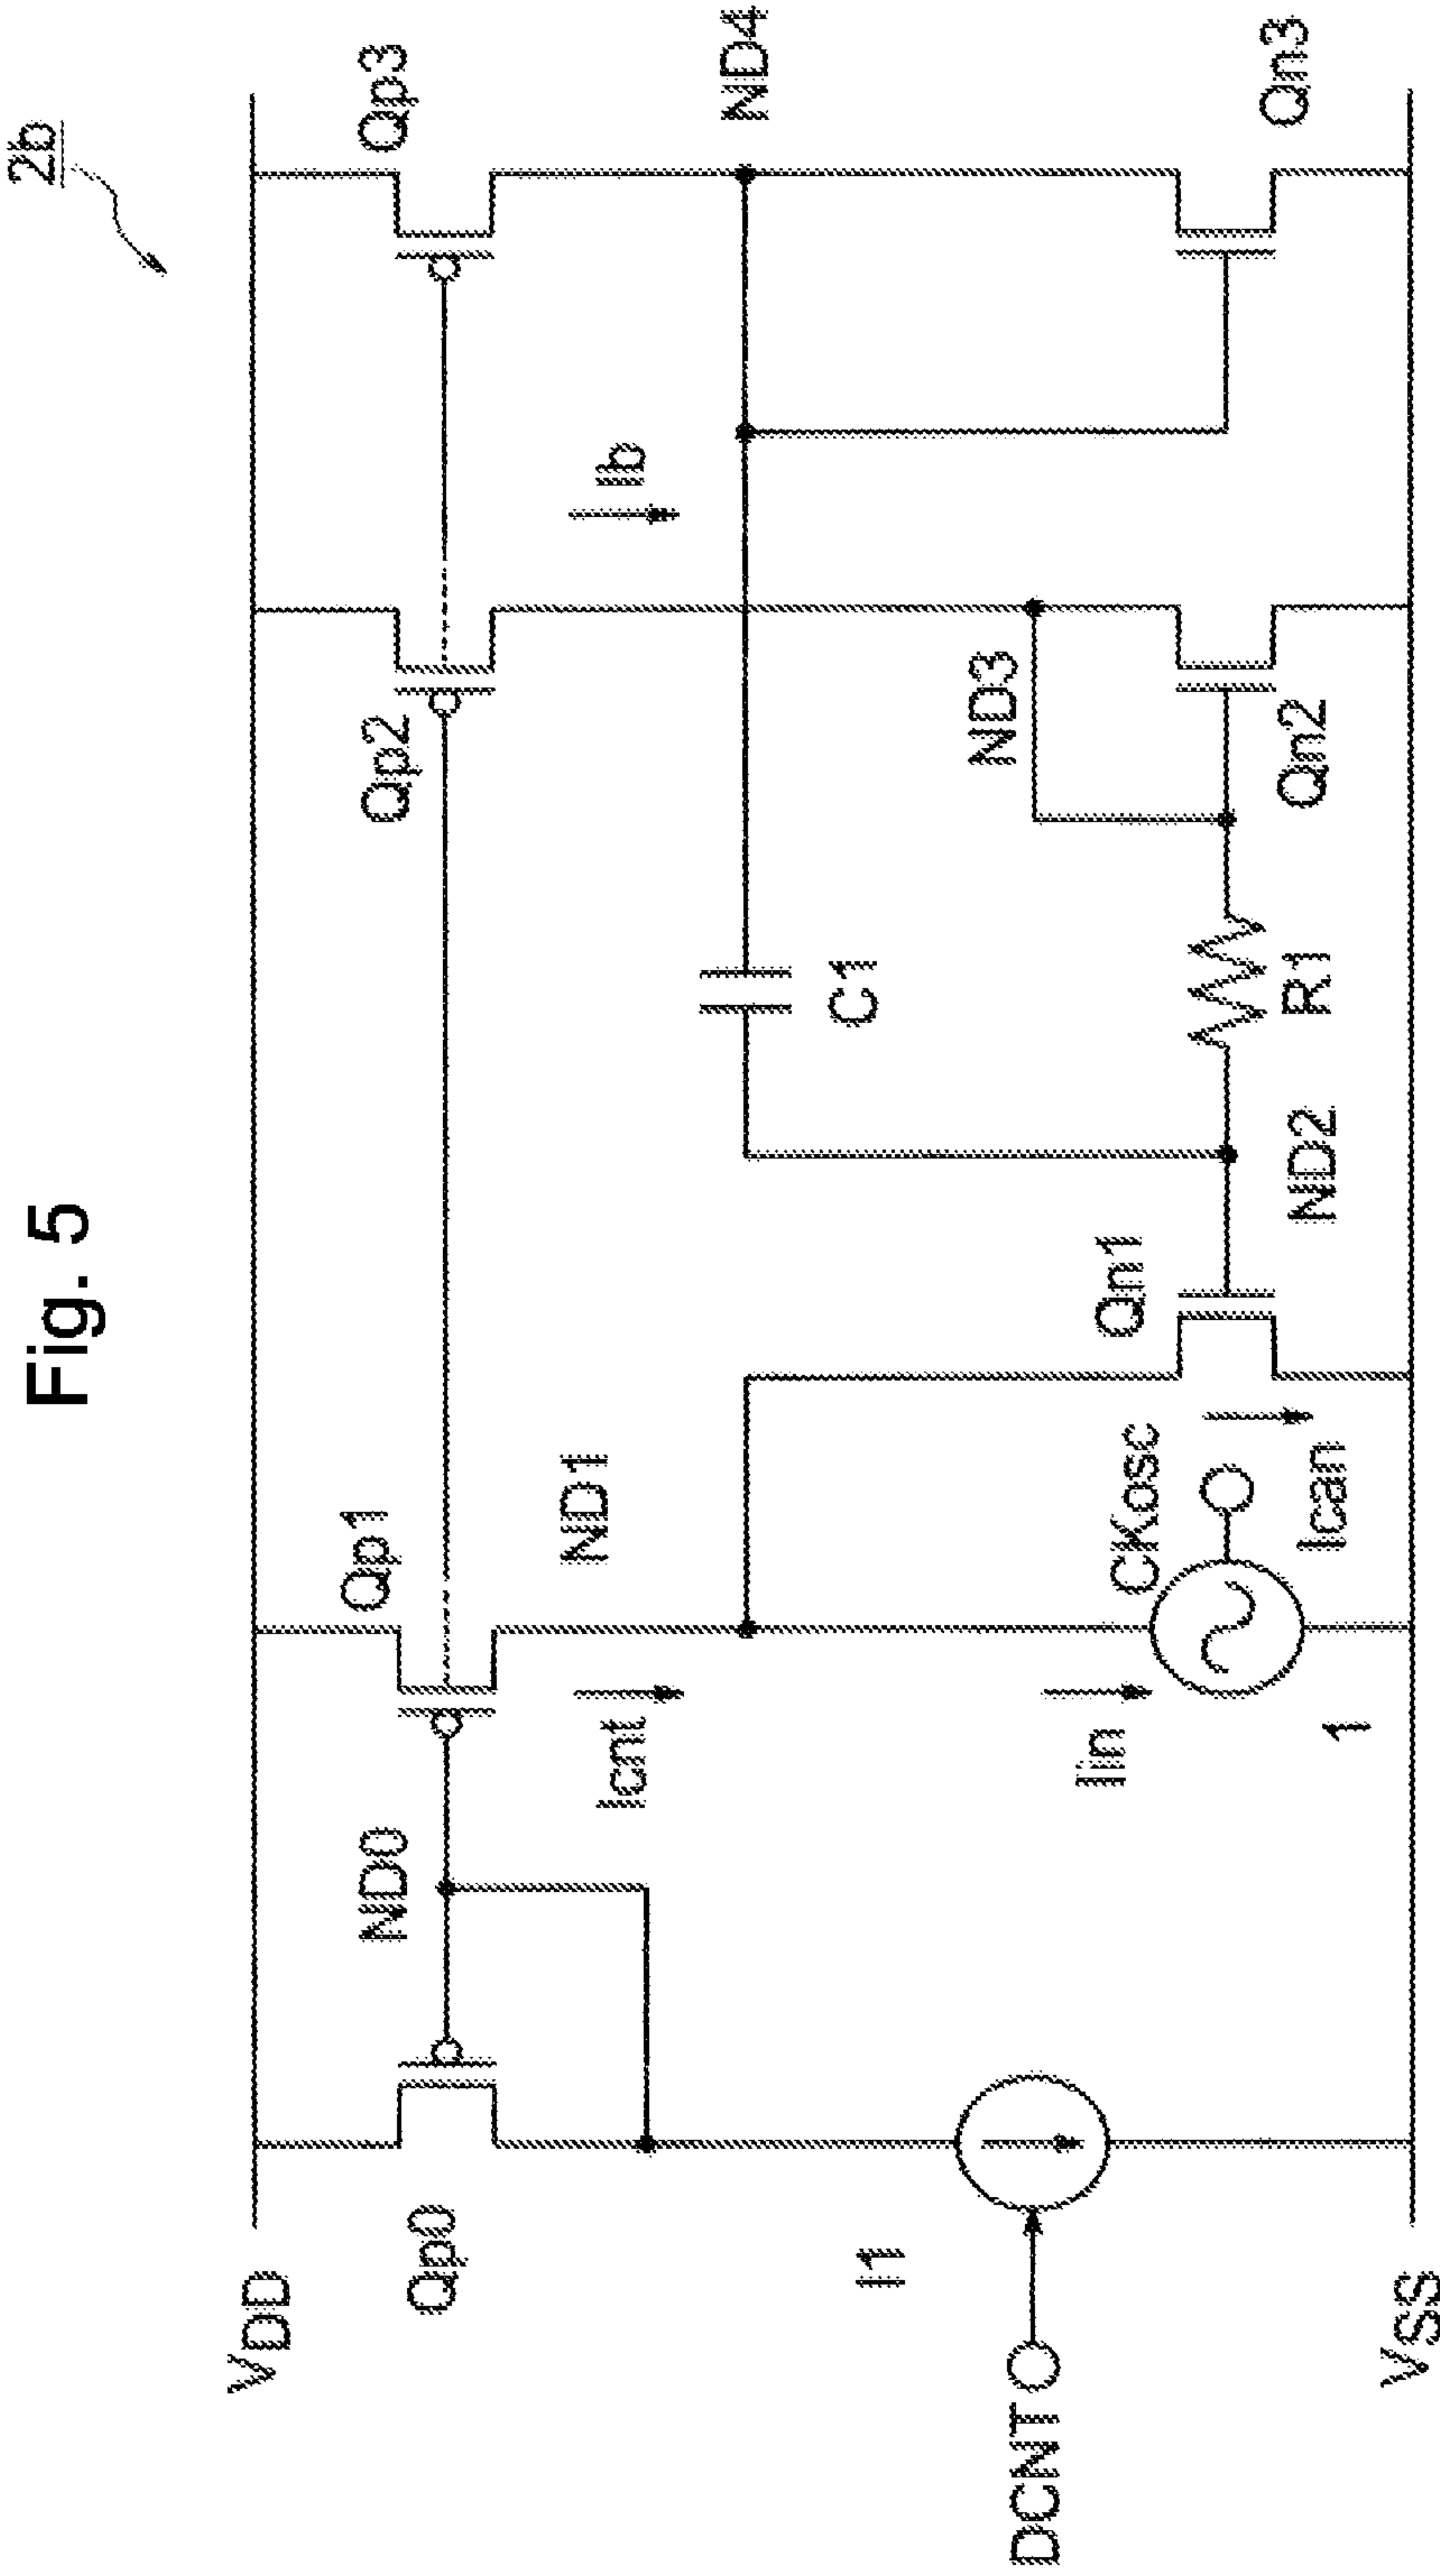 Fig. 5
2b
VDD
Qp0
ND0
Qp1
Qp2
Qp3
Icnt
ND1
Ib
ND4
I1
DCNT
Iin
CKosc
1
Ican
Qn1
C1
ND2
R1
ND3
Qn2
Qn3
VSS